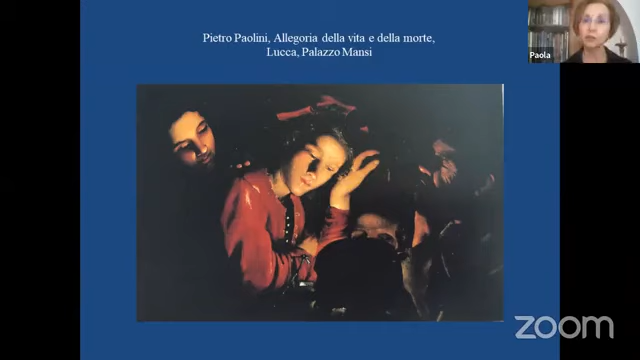 Pietro Paolini, Allegoria della vita e della morte,
Lucca, Palazzo Mansi
Paola
zoom